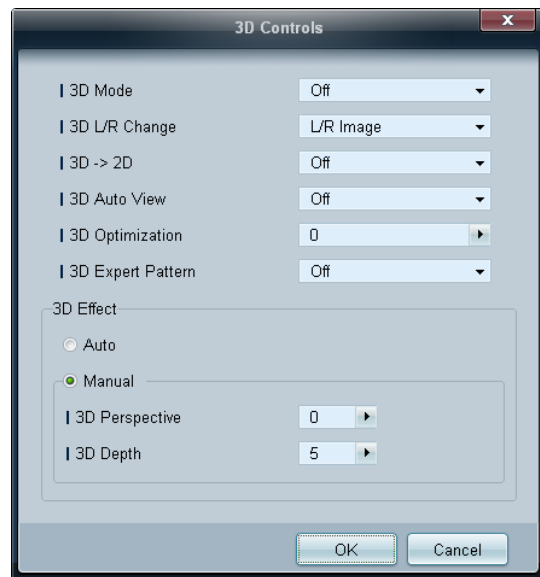 3D Controls
3D Mode Off
3D L/R Change L/R Image
3D -> 2D Off
3D Auto View Off
3D Optimization 0
3D Expert Pattern Off
3D Effect
Auto
Manual
3D Perspective 0
3D Depth 5
OK Cancel